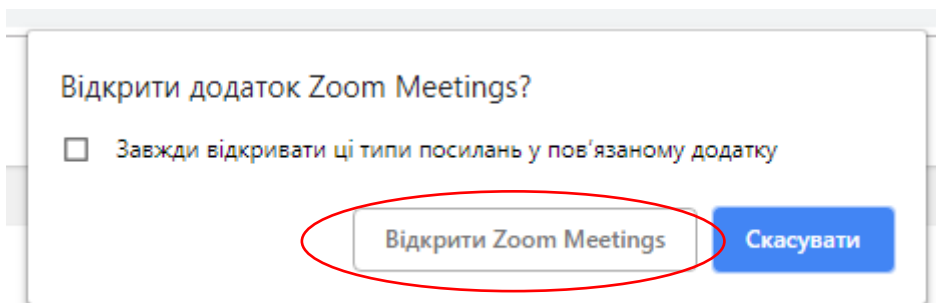 Відкрити додаток Zoom Meetings?
Завжди відкривати ці типи посилань у пов’язаному додатку
Відкрити Zoom Meetings
Скасувати